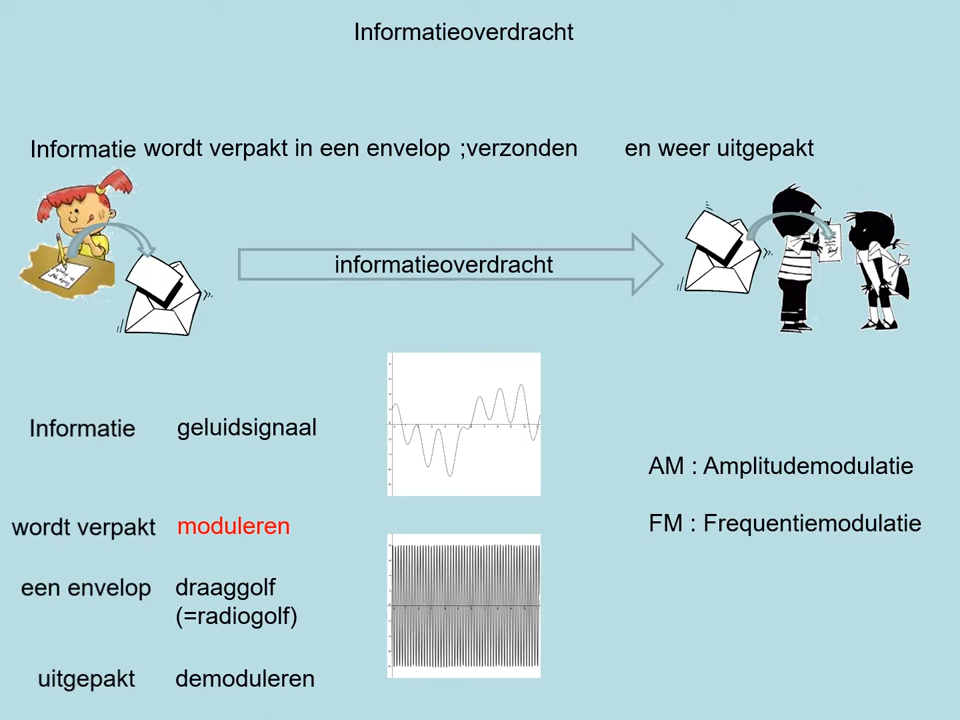 Informatieoverdracht
Informatie wordt verpakt in een envelop ;verzonden en weer uitgepakt
informatieoverdracht
Informatie geluidsignaal
AM : Amplitudemodulatie
wordt verpakt moduleren
FM : Frequentiemodulatie
een envelop draaggolf
(=radiogolf)
uitgepakt demoduleren